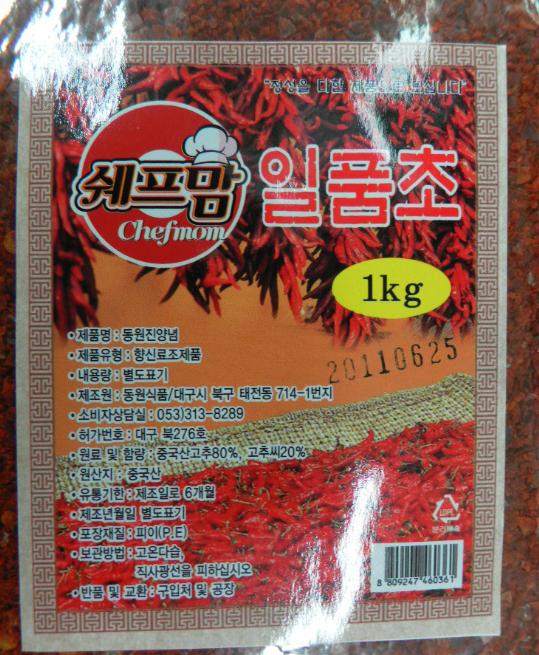 "정성을 다한 제품으로 모십니다"
쉐프맘
Chefmom
일품초
1kg
• 제품명 : 동원진양념
• 제품유형 : 향신료조제품
• 내용량 : 별도표기
20110625
• 제조원 : 동원식품/대구시 북구 태전동 714-1번지
• 소비자상담실 : 053)313-8289
• 허가번호 : 대구 북276호
• 원료 및 함량 : 중국산고추80%, 고추씨20%
• 원산지 : 중국산
• 유통기한 : 제조일로 6개월
• 제조년월일 별도표기
• 포장재질 : 피이(P.E)
• 보관방법 : 고온다습,
직사광선을 피하십시오
• 반품 및 교환 : 구입처 및 공장
LDPE
분리배출
8 809247 460361